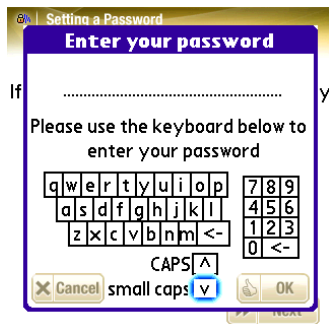 Setting a Password
Enter your password
If
y
Please use the keyboard below to
enter your password
q w e r t y u i o p 7 8 9
a s d f g h j k l 4 5 6
z x c v b n m <- 1 2 3
0 <-
CAPS ^
Cancel small caps v OK
Next